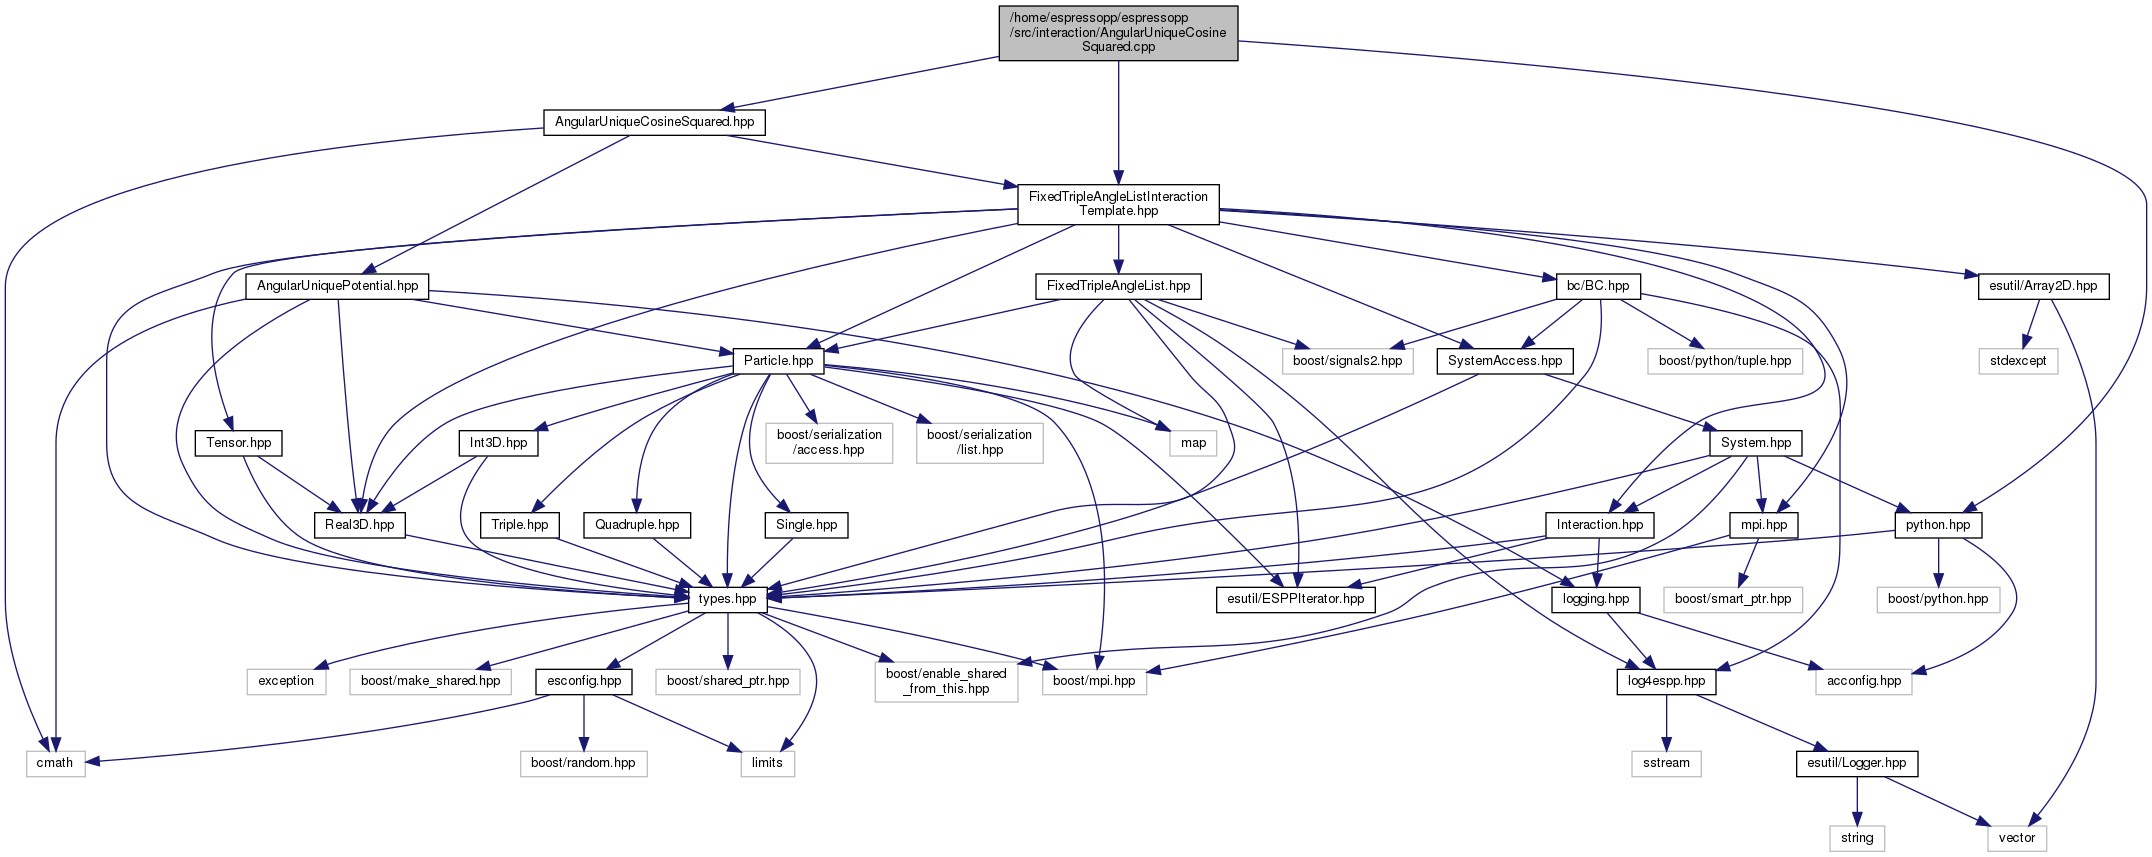 /home/espressopp/espressopp
/src/interaction/AngularUniqueCosine
Squared.cpp
AngularUniqueCosineSquared.hpp
FixedTripleAngleListInteraction
Template.hpp
AngularUniquePotential.hpp
FixedTripleAngleList.hpp
bc/BC.hpp
esutil/Array2D.hpp
Particle.hpp
boost/signals2.hpp
SystemAccess.hpp
boost/python/tuple.hpp
stdexcept
Tensor.hpp
Int3D.hpp
boost/serialization
/access.hpp
boost/serialization
/list.hpp
map
System.hpp
Real3D.hpp
Triple.hpp
Quadruple.hpp
Single.hpp
Interaction.hpp
mpi.hpp
python.hpp
types.hpp
esutil/ESPPIterator.hpp
logging.hpp
boost/smart_ptr.hpp
boost/python.hpp
exception
boost/make_shared.hpp
esconfig.hpp
boost/shared_ptr.hpp
boost/enable_shared
_from_this.hpp
boost/mpi.hpp
log4espp.hpp
acconfig.hpp
cmath
boost/random.hpp
limits
sstream
esutil/Logger.hpp
string
vector